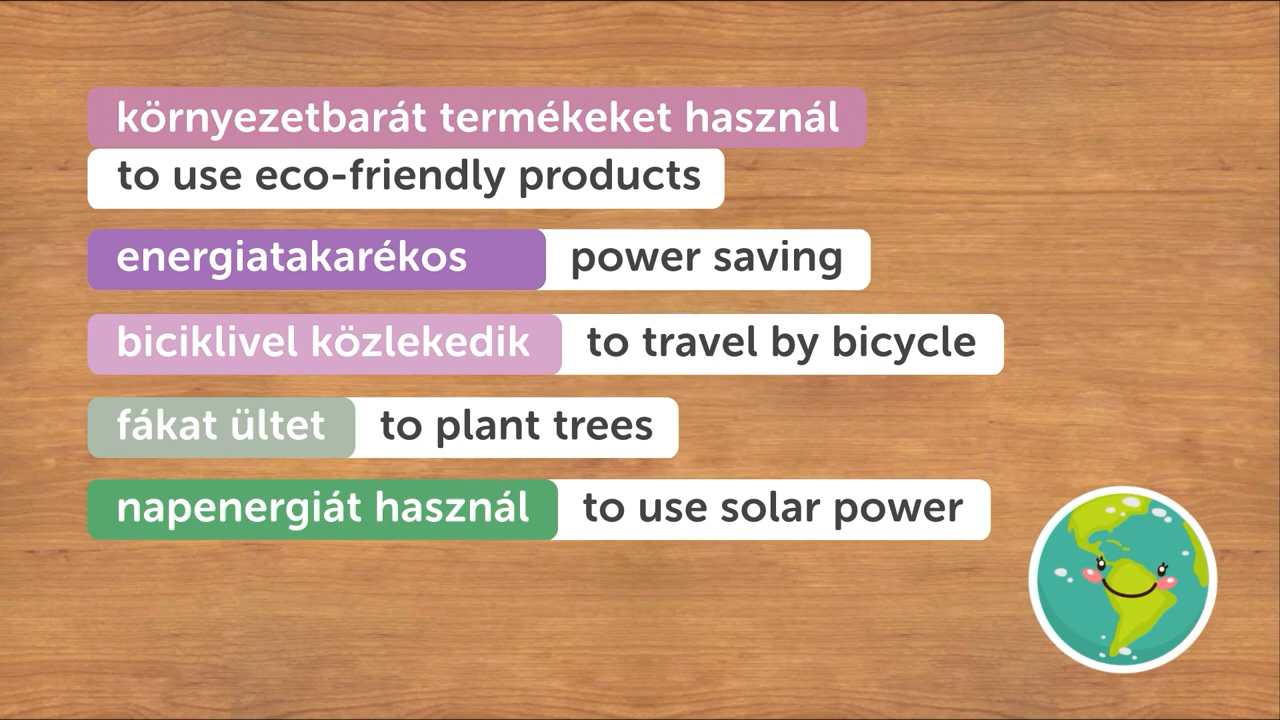 környezetbarát termékeket használ
to use eco-friendly products
energiatakarékos power saving
biciklivel közlekedik to travel by bicycle
fákat ültet to plant trees
napenergiát használ to use solar power